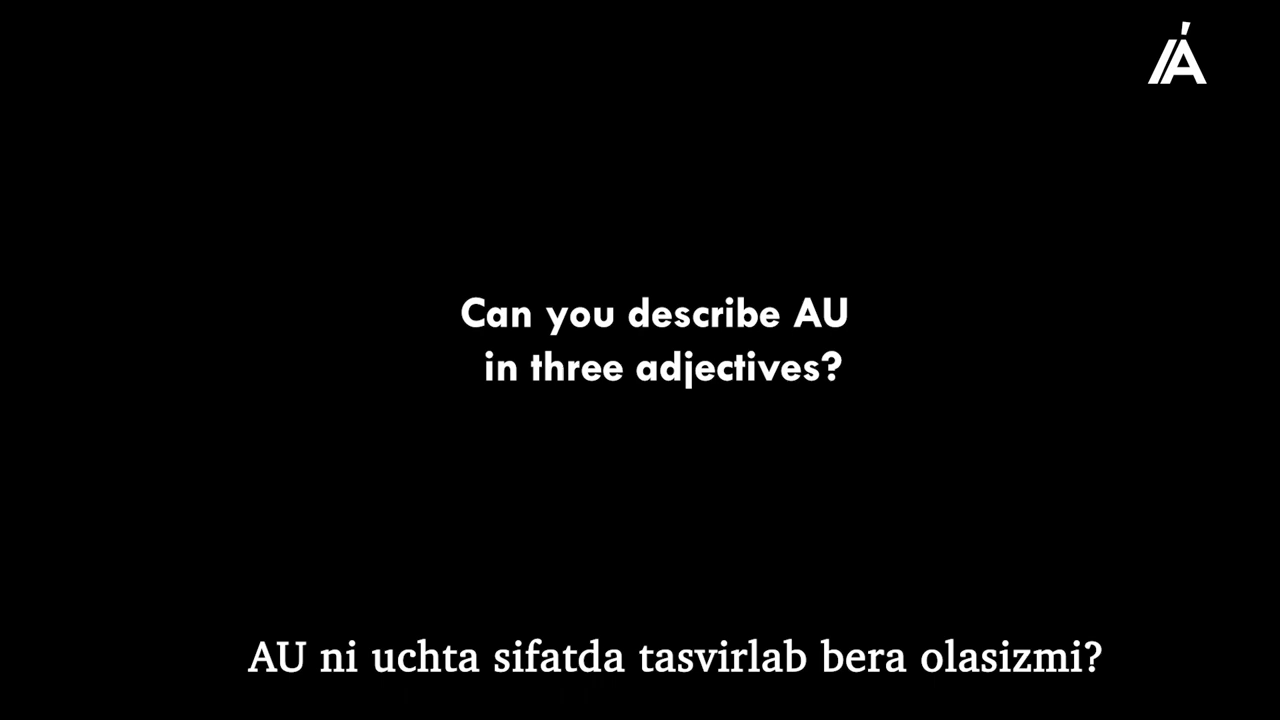 Can you describe AU
in three adjectives?
AU ni uchta sifatda tasvirlab bera olasizmi?